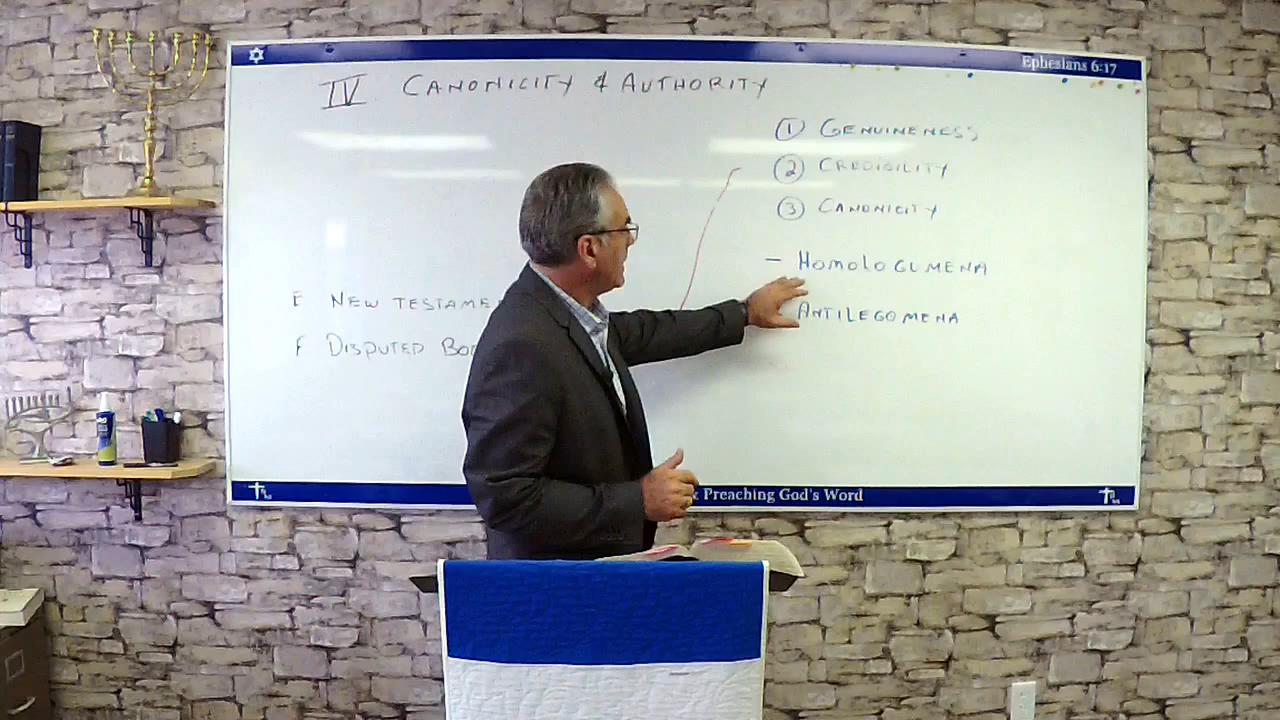 Ephesians 6:17
IV CANONICITY & AUTHORITY
① GENUINENESS
② CREDIBILITY
③ CANONICITY
— HOMOLOGUMENA
ANTILEGOMENA
E NEW TESTAME
F DISPUTED BO
& Preaching God's Word